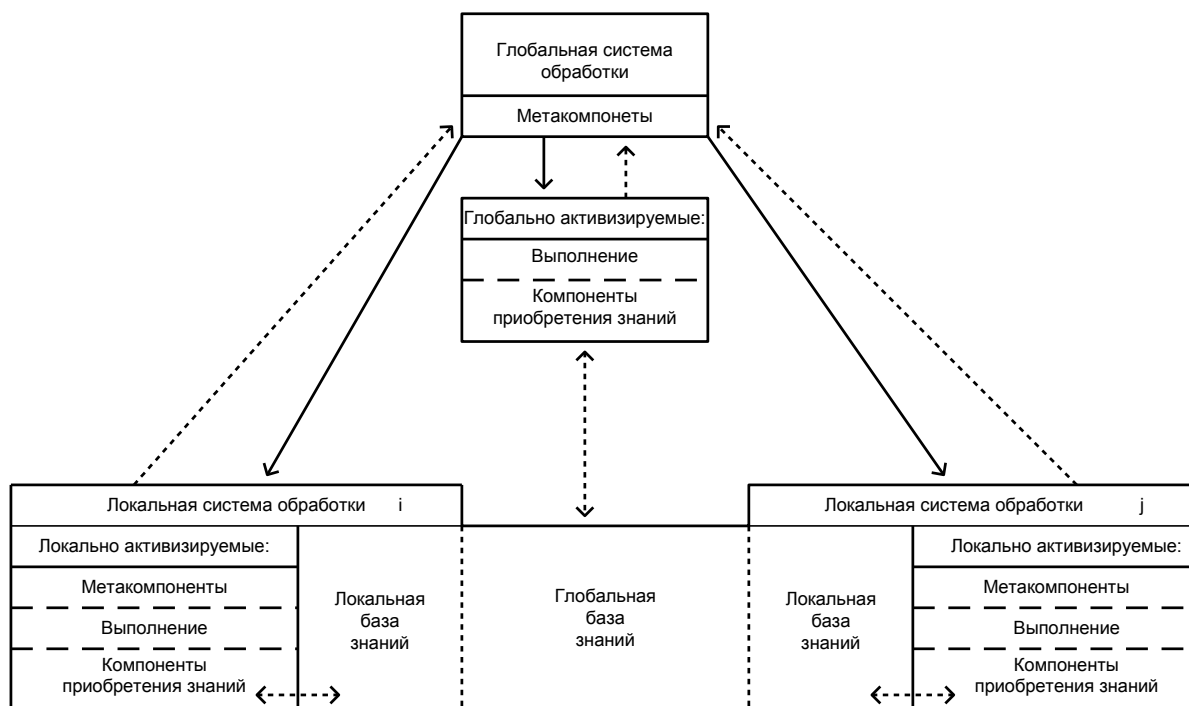 Глобальная система
обработки
Метакомпонеты
Глобально активизируемые:
Выполнение
Компоненты
приобретения знаний
Локальная система обработки i
Локально активизируемые:
Метакомпоненты
Выполнение
Компоненты
приобретения знаний
Локальная
база
знаний
Глобальная
база
знаний
Локальная система обработки j
Локальная
база
знаний
Локально активизируемые:
Метакомпоненты
Выполнение
Компоненты
приобретения знаний